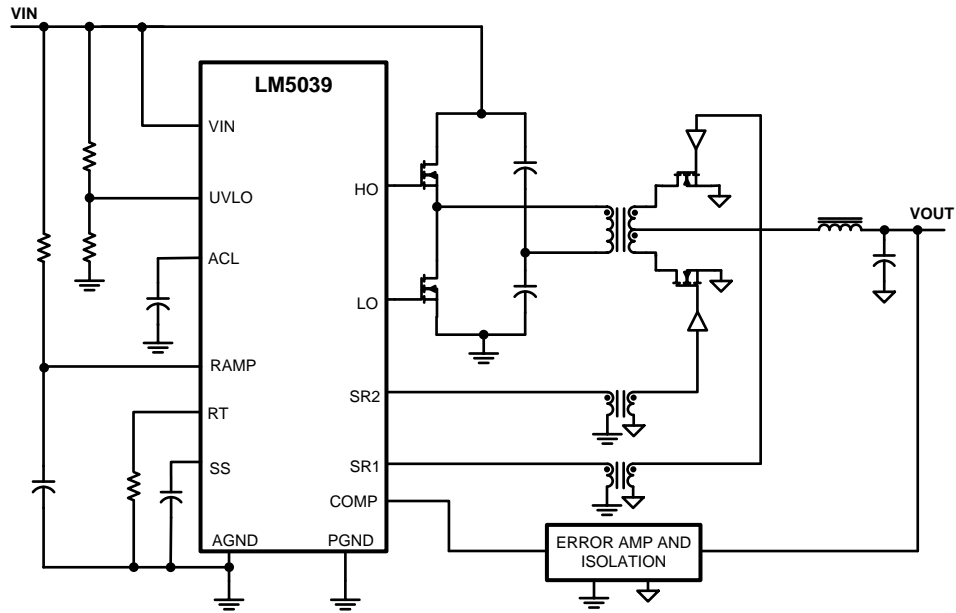 VIN
LM5039
VIN
UVLO
ACL
RAMP
RT
SS
AGND
PGND
HO
LO
SR2
SR1
COMP
VOUT
ERROR AMP AND
ISOLATION